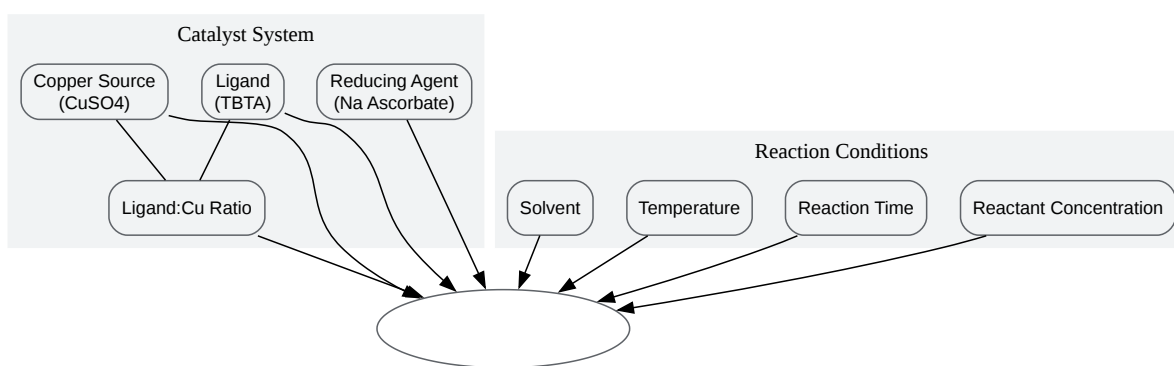 Catalyst System
Copper Source
(CuSO4)
Ligand
(TBTA)
Reducing Agent
(Na Ascorbate)
Ligand:Cu Ratio
Reaction Conditions
Solvent
Temperature
Reaction Time
Reactant Concentration